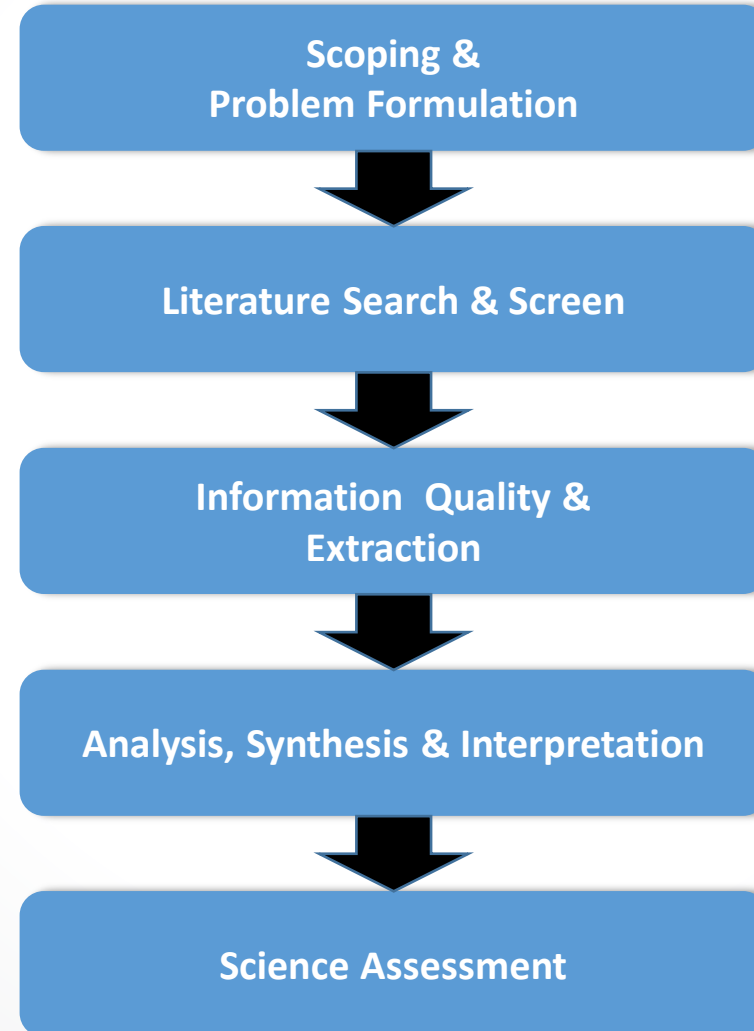 Scoping &
Problem Formulation
Literature Search & Screen
Information  Quality &
Extraction
Analysis, Synthesis & Interpretation
Science Assessment